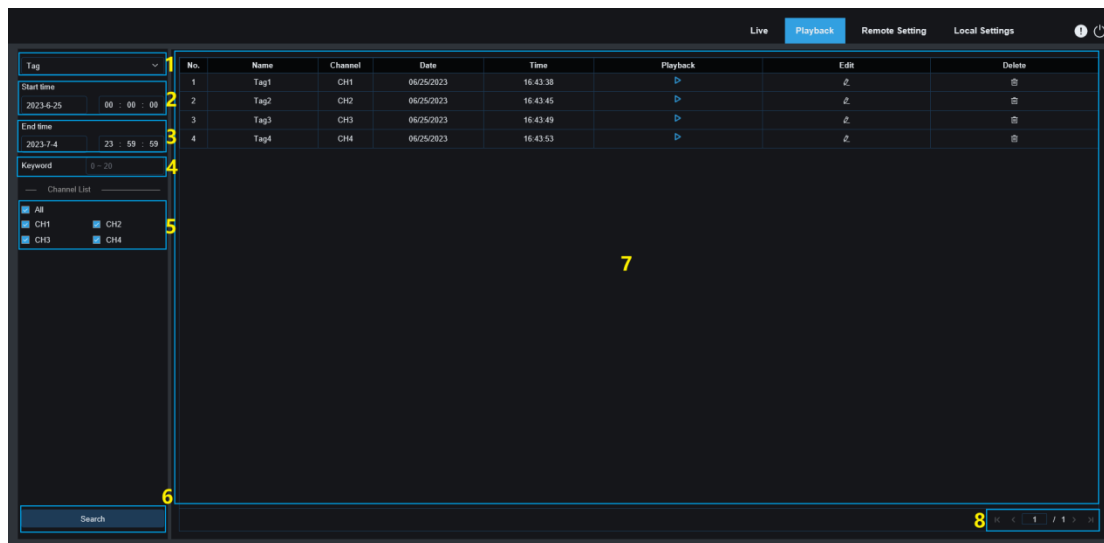 Live Playback Remote Setting Local Settings
Tag 1
Start time
2023-6-25 00 : 00 : 00 2
End time
2023-7-4 23 : 59 : 59 3
Keyword 0 ~ 20 4
Channel List
All
CH1 CH2 5
CH3 CH4
6
Search
No. Name Channel Date Time Playback Edit Delete
1 Tag1 CH1 06/25/2023 16:43:38
2 Tag2 CH2 06/25/2023 16:43:45
3 Tag3 CH3 06/25/2023 16:43:49
4 Tag4 CH4 06/25/2023 16:43:53
7
8 1 / 1